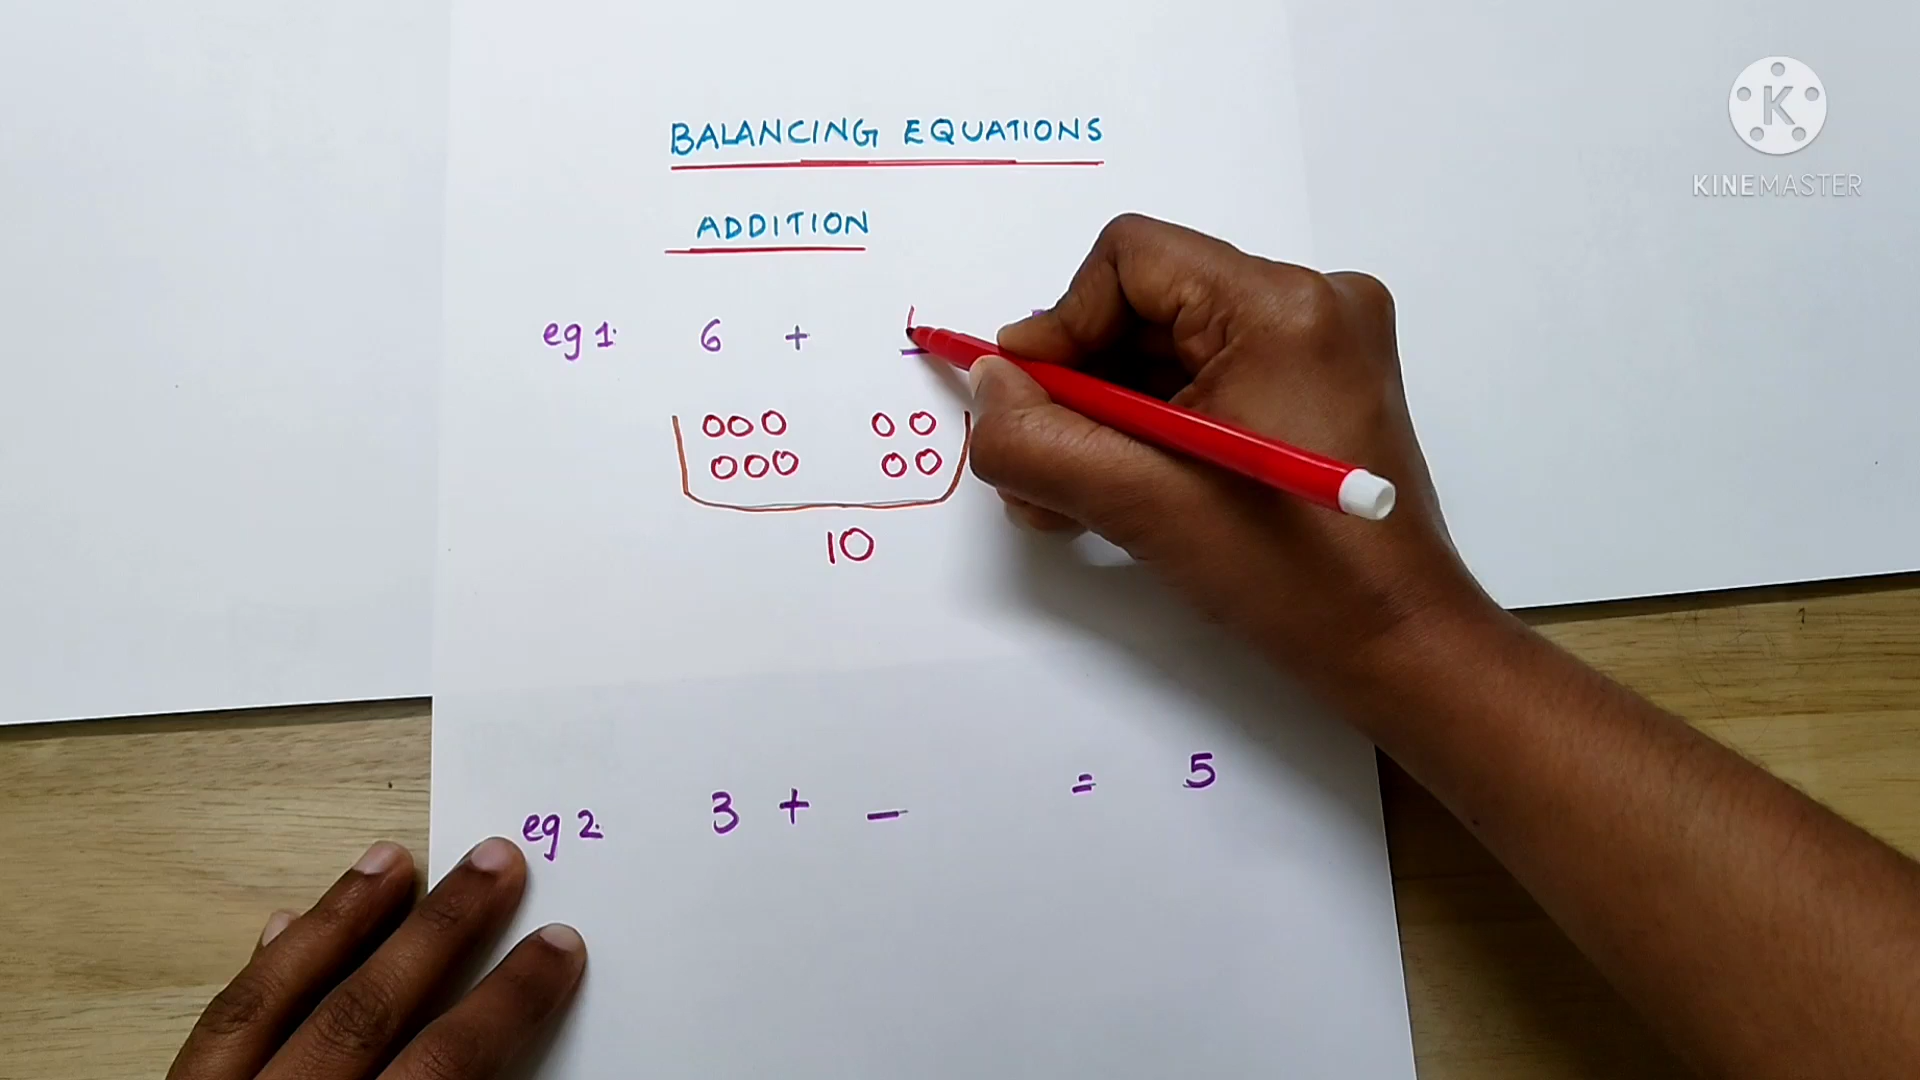 BALANCING EQUATIONS
ADDITION
eg 1. 6 + _
10
eg 2. 3 + _ = 5
KINEMASTER